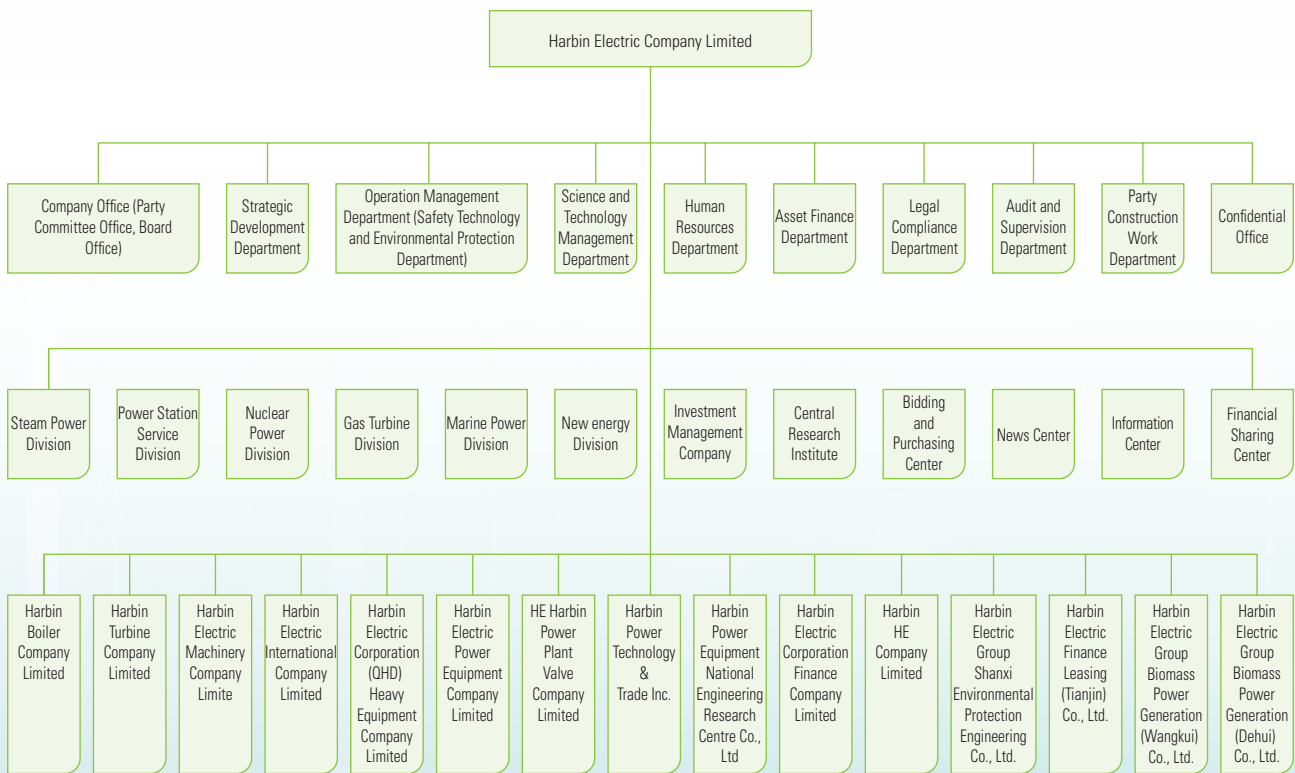 Harbin Electric Company Limited
Company Office (Party
Committee Office, Board
Office)
Strategic
Development
Department
Operation Management
Department (Safety Technology
and Environmental Protection
Department)
Science and
Technology
Management
Department
Human
Resources
Department
Asset Finance
Department
Legal
Compliance
Department
Audit and
Supervision
Department
Party
Construction
Work
Department
Confidential
Office
Steam Power
Division
Power Station
Service
Division
Nuclear
Power
Division
Gas Turbine
Division
Marine Power
Division
New energy
Division
Investment
Management
Company
Central
Research
Institute
Bidding
and
Purchasing
Center
News Center
Information
Center
Financial
Sharing
Center
Harbin
Boiler
Company
Limited
Harbin
Turbine
Company
Limited
Harbin
Electric
Machinery
Company
Limite
Harbin
Electric
International
Company
Limited
Harbin
Electric
Corporation
(QHD)
Heavy
Equipment
Company
Limited
Harbin
Electric
Power
Equipment
Company
Limited
HE Harbin
Power
Plant
Valve
Company
Limited
Harbin
Power
Technology
&
Trade Inc.
Harbin
Power
Equipment
National
Engineering
Research
Centre Co.,
Ltd
Harbin
Electric
Corporation
Finance
Company
Limited
Harbin
HE
Company
Limited
Harbin
Electric
Group
Shanxi
Environmental
Protection
Engineering
Co., Ltd.
Harbin
Electric
Finance
Leasing
(Tianjin)
Co., Ltd.
Harbin
Electric
Group
Biomass
Power
Generation
(Wangkui)
Co., Ltd.
Harbin
Electric
Group
Biomass
Power
Generation
(Dehui)
Co., Ltd.